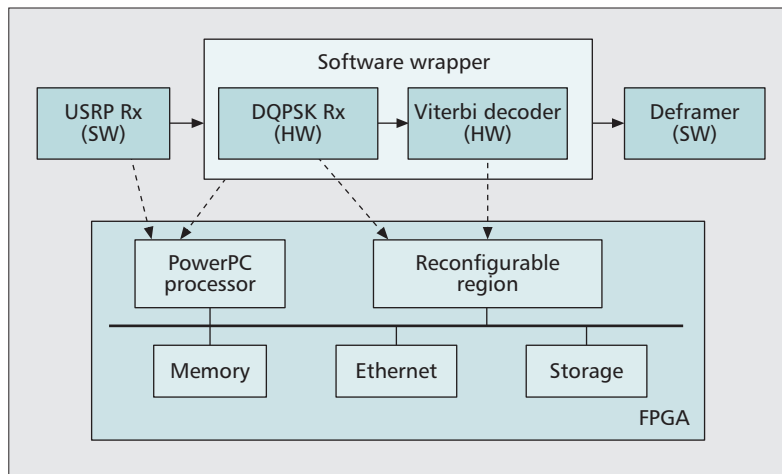 Software wrapper
USRP Rx
(SW)
DQPSK Rx
(HW)
Viterbi decoder
(HW)
Deframer
(SW)
PowerPC
processor
Reconfigurable
region
Memory
Ethernet
Storage
FPGA